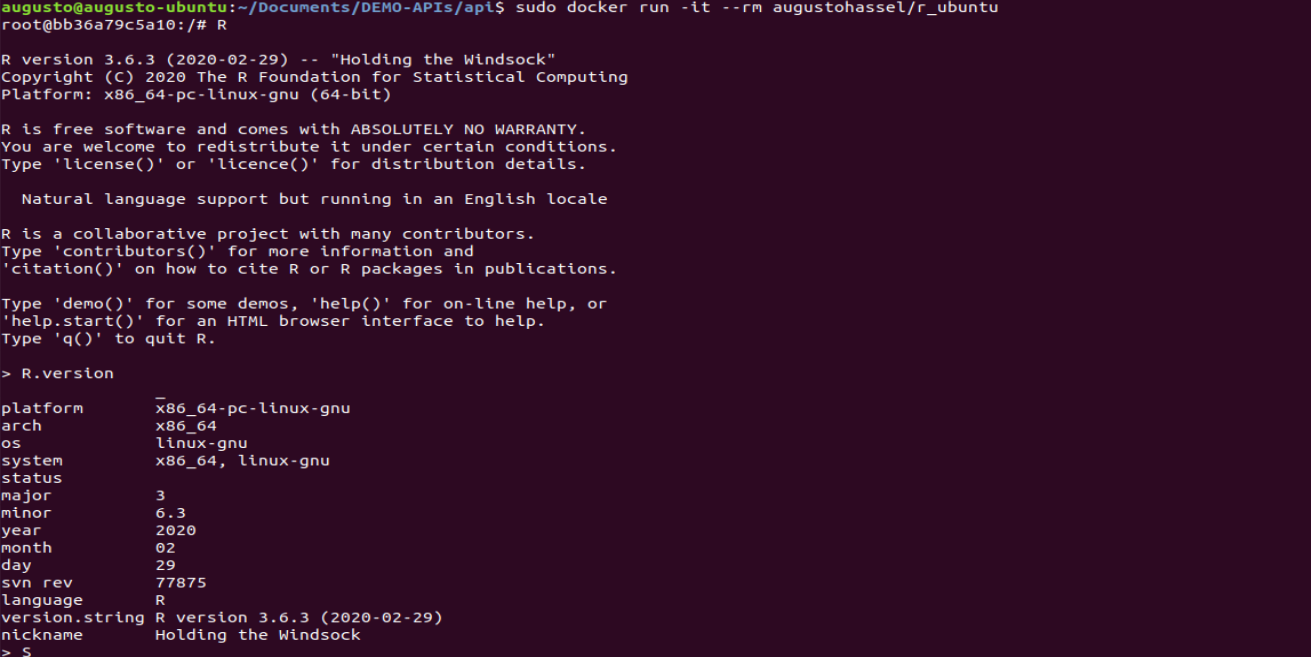 augusto@augusto-ubuntu:~/Documents/DEMO-APIs/api$ sudo docker run -it --rm augustohassel/r_ubuntu
root@bb36a79c5a10:/# R
R version 3.6.3 (2020-02-29) -- "Holding the Windsock"
Copyright (C) 2020 The R Foundation for Statistical Computing
Platform: x86_64-pc-linux-gnu (64-bit)
R is free software and comes with ABSOLUTELY NO WARRANTY.
You are welcome to redistribute it under certain conditions.
Type 'license()' or 'licence()' for distribution details.
Natural language support but running in an English locale
R is a collaborative project with many contributors.
Type 'contributors()' for more information and
'citation()' on how to cite R or R packages in publications.
Type 'demo()' for some demos, 'help()' for on-line help, or
'help.start()' for an HTML browser interface to help.
Type 'q()' to quit R.
> R.version
_
platform x86_64-pc-linux-gnu
arch x86_64
os linux-gnu
system x86_64, linux-gnu
status
major 3
minor 6.3
year 2020
month 02
day 29
svn rev 77875
language R
version.string R version 3.6.3 (2020-02-29)
nickname Holding the Windsock
> S